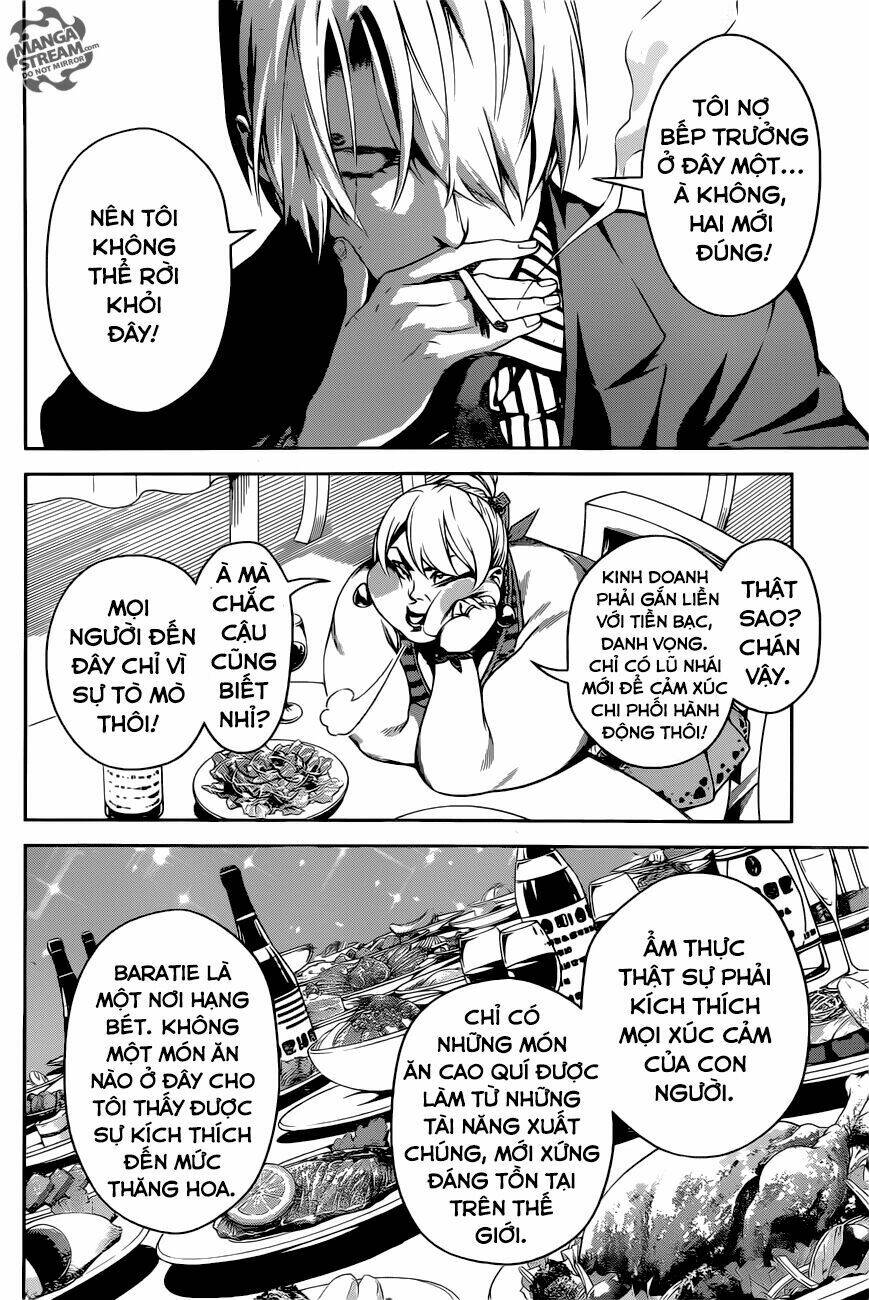 MANGA
STREAM.com
DO NOT MIRROR
TÔI NỢ
BẾP TRƯỞNG
Ở ĐÂY MỘT...
À KHÔNG,
HAI MỚI
ĐÚNG!
NÊN TÔI
KHÔNG
THỂ RỜI
KHỎI
ĐÂY!
THẬT
SAO?
CHÁN
VẬY.
KINH DOANH
PHẢI GẮN LIỀN
VỚI TIỀN BẠC,
DANH VỌNG.
CHỈ CÓ LŨ NHÁI
MỚI ĐỂ CẢM XÚC
CHI PHỐI HÀNH
ĐỘNG THÔI!
À MÀ
CHẮC
CẬU
CŨNG
BIẾT
NHỈ?
MỌI
NGƯỜI ĐẾN
ĐÂY CHỈ VÌ
SỰ TÒ MÒ
THÔI!
ẨM THỰC
THẬT SỰ PHẢI
KÍCH THÍCH
MỌI XÚC CẢM
CỦA CON
NGƯỜI.
CHỈ CÓ
NHỮNG MÓN
ĂN CAO QUÍ ĐƯỢC
LÀM TỪ NHỮNG
TÀI NĂNG XUẤT
CHÚNG, MỚI XỨNG
ĐÁNG TỒN TẠI
TRÊN THẾ
GIỚI.
BARATIE LÀ
MỘT NƠI HẠNG
BÉT. KHÔNG
MỘT MÓN ĂN
NÀO Ở ĐÂY CHO
TÔI THẤY ĐƯỢC
SỰ KÍCH THÍCH
ĐẾN MỨC
THĂNG HOA.